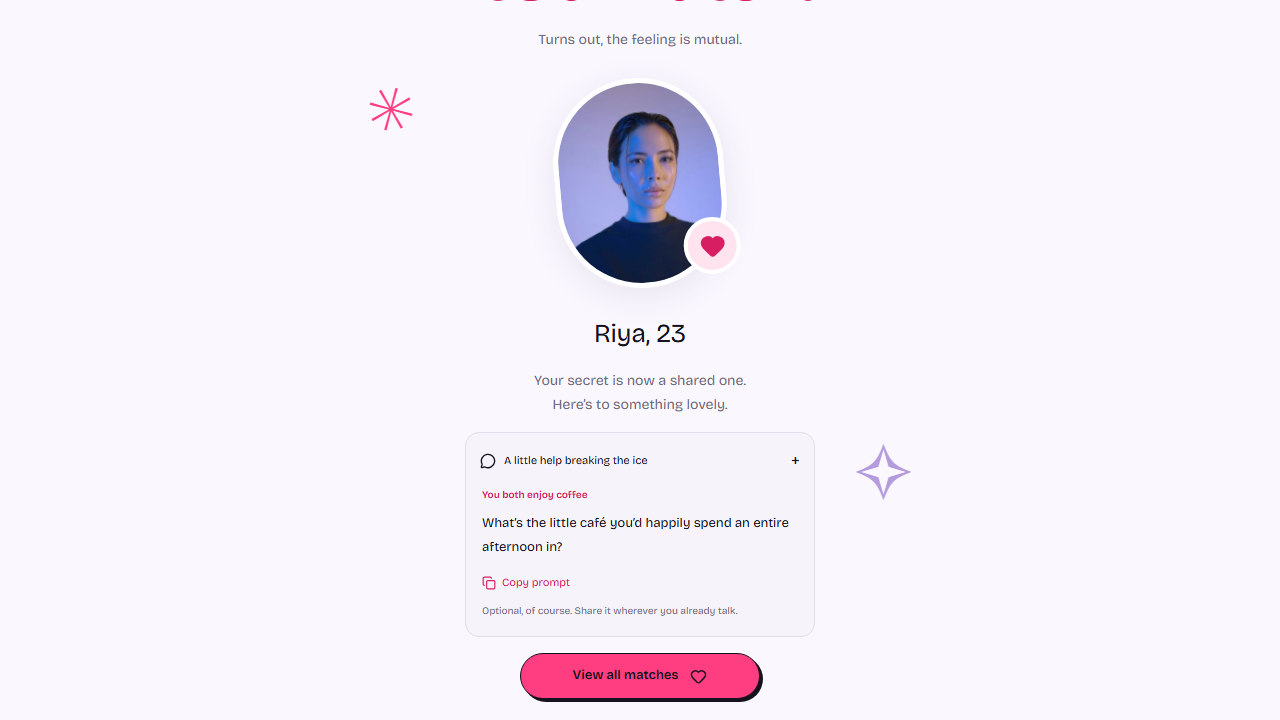 Turns out, the feeling is mutual.
Riya, 23
Your secret is now a shared one.
Here's to something lovely.
A little help breaking the ice +
You both enjoy coffee
What's the little café you'd happily spend an entire
afternoon in?
Copy prompt
Optional, of course. Share it wherever you already talk.
View all matches